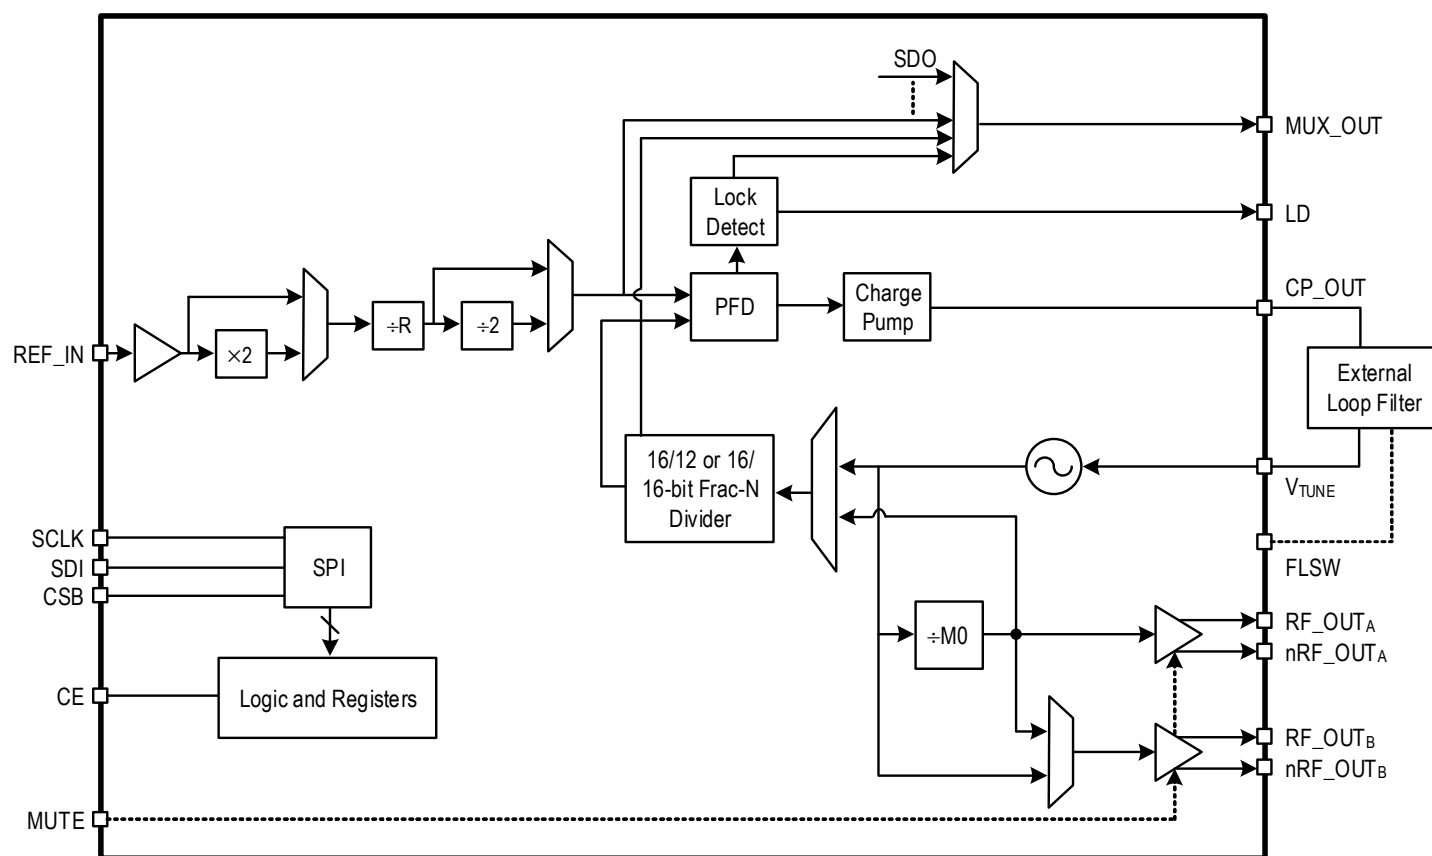 SDO
MUX_OUT
Lock
Detect
LD
CP_OUT
PFD
Charge
Pump
÷R
÷2
×2
REF_IN
External
Loop Filter
16/12 or 16/
16-bit Frac-N
Divider
VTUNE
SCLK
SDI
CSB
SPI
FLSW
÷M0
RF_OUTA
nRF_OUTA
CE
Logic and Registers
RF_OUTB
nRF_OUTB
MUTE